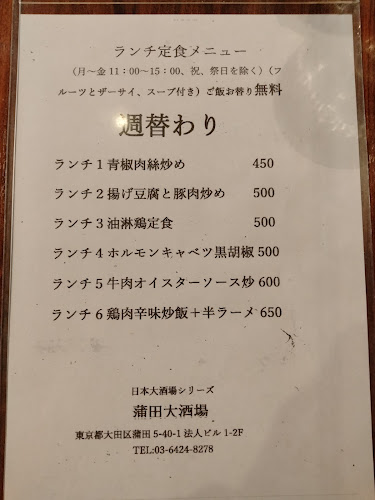 ランチ定食メニュー
（月〜金 11：00〜15：00、祝、祭日を除く）（フ
ルーツとザーサイ、スープ付き）ご飯お替り無料
週替わり
ランチ 1 青椒肉絲炒め 450
ランチ 2 揚げ豆腐と豚肉炒め 500
ランチ 3 油淋鶏定食 500
ランチ 4 ホルモンキャベツ黒胡椒 500
ランチ 5 牛肉オイスターソース炒 600
ランチ 6 鶏肉辛味炒飯＋半ラーメ 650
日本大酒場シリーズ
蒲田大酒場
東京都大田区蒲田 5-40-1 法人ビル 1-2F
TEL:03-6424-8278